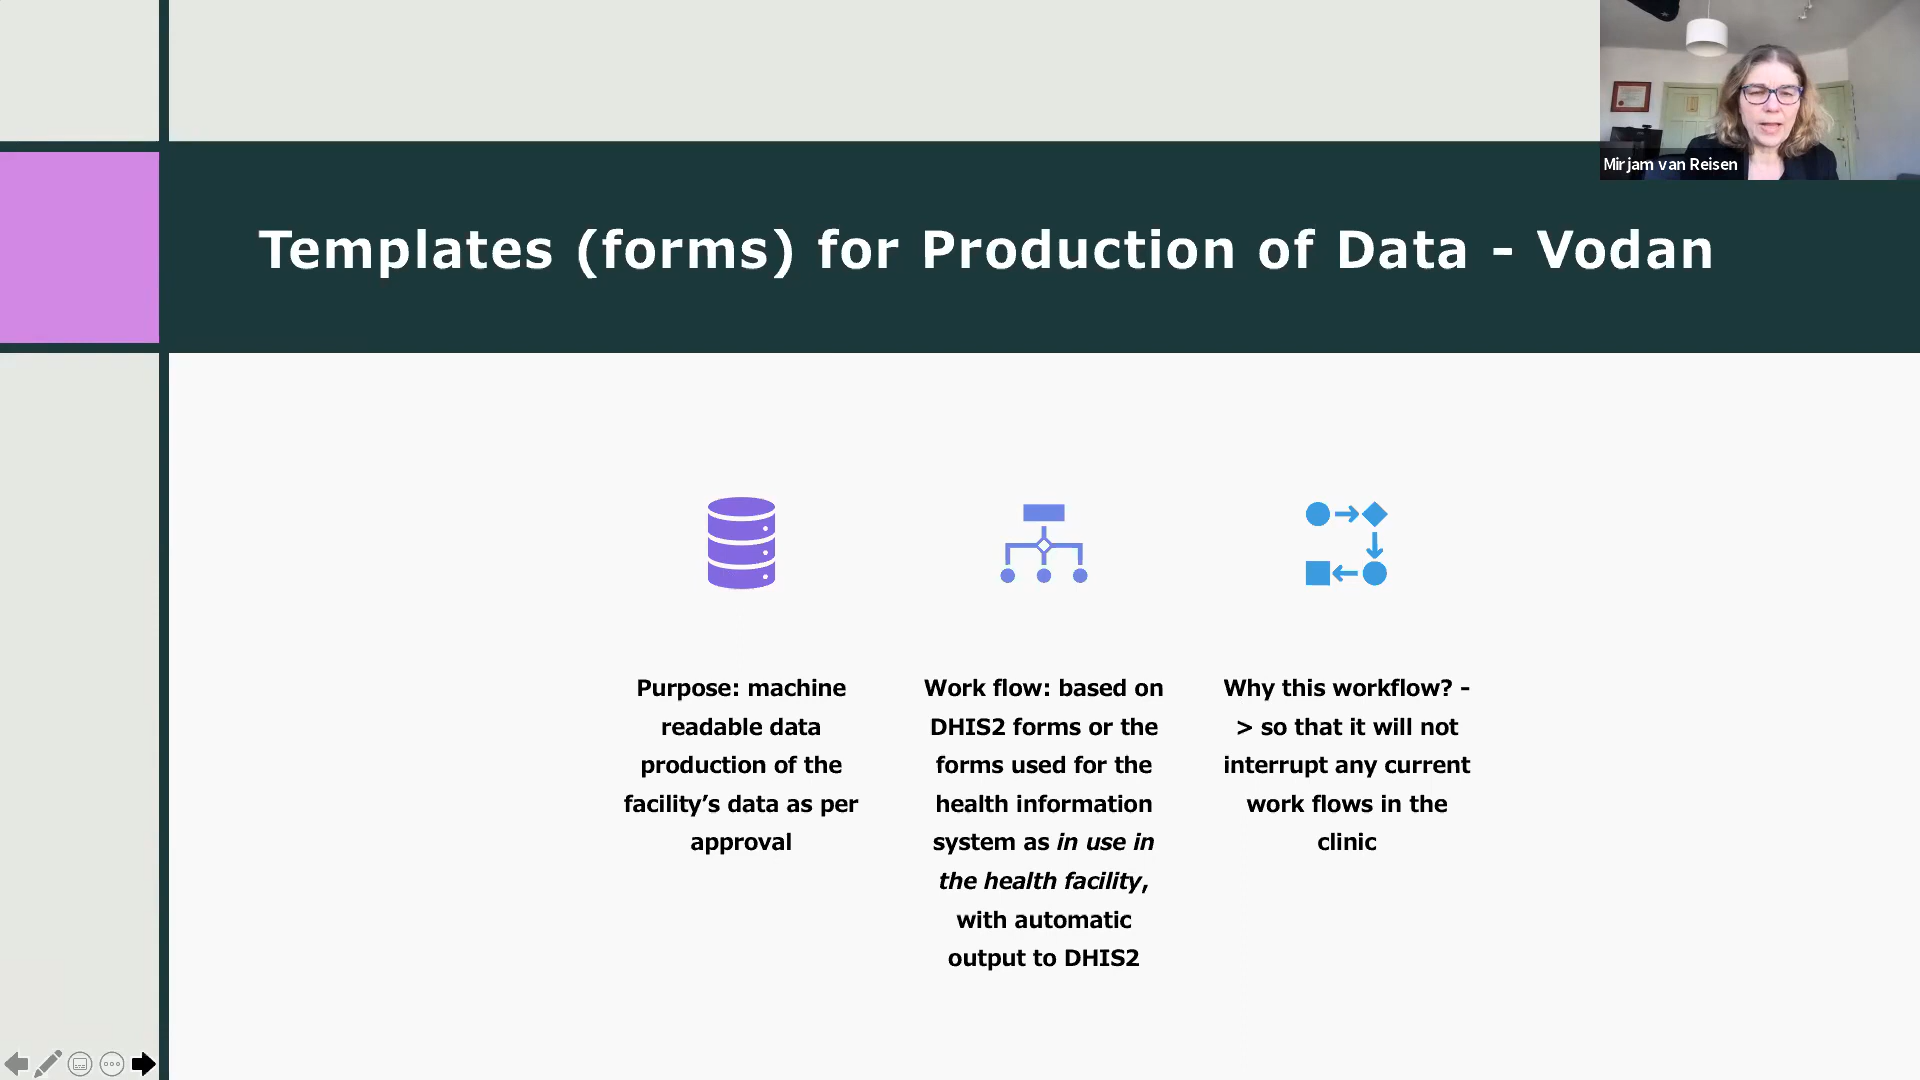 Mirjam van Reisen
Templates (forms) for Production of Data - Vodan
Purpose: machine
readable data
production of the
facility’s data as per
approval
Work flow: based on
DHIS2 forms or the
forms used for the
health information
system as in use in
the health facility,
with automatic
output to DHIS2
Why this workflow? -
> so that it will not
interrupt any current
work flows in the
clinic